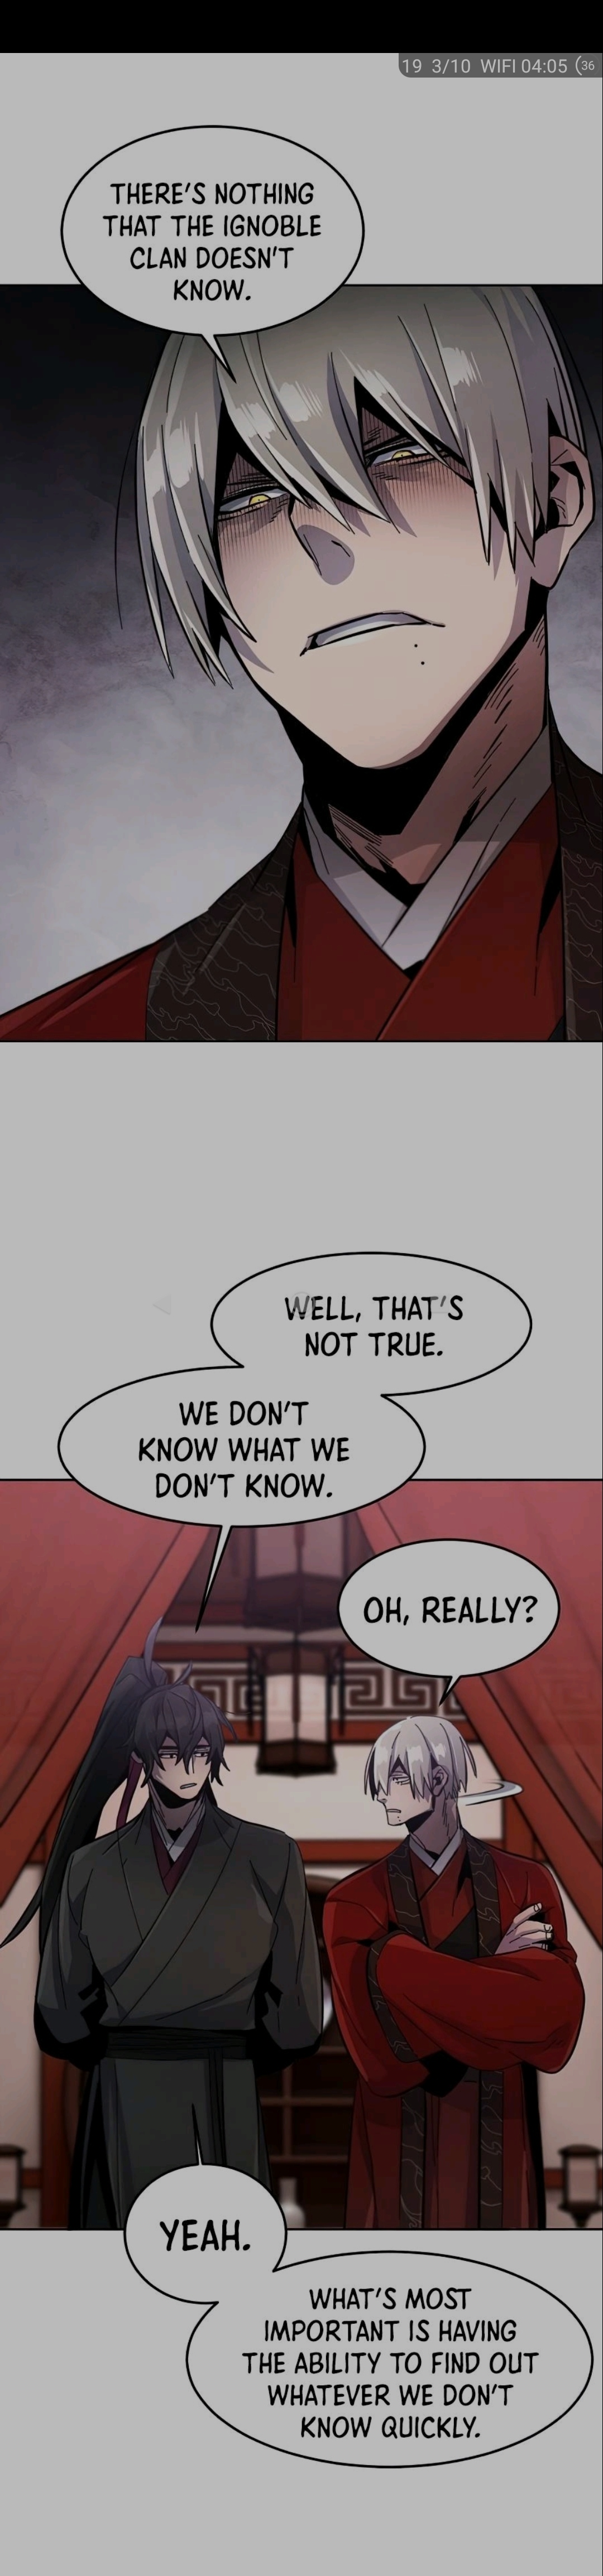 19 3/10 WIFI 04:05 36
THERE'S NOTHING
THAT THE IGNOBLE
CLAN DOESN'T
KNOW.
WELL, THAT'S
NOT TRUE.
WE DON'T
KNOW WHAT WE
DON'T KNOW.
OH, REALLY?
YEAH.
WHAT'S MOST
IMPORTANT IS HAVING
THE ABILITY TO FIND OUT
WHATEVER WE DON'T
KNOW QUICKLY.